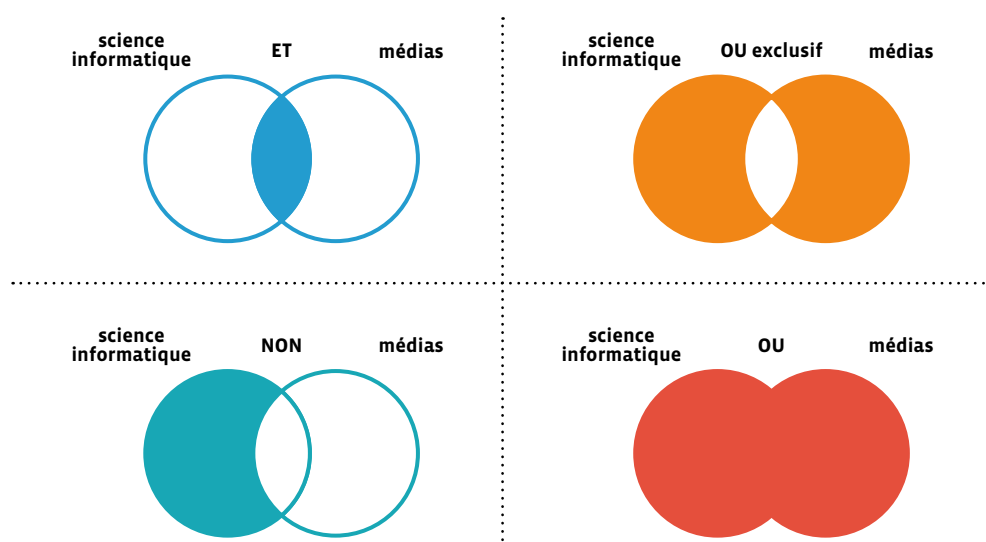 science
informatique
ET
médias
science
informatique
OU exclusif
médias
science
informatique
NON
médias
science
informatique
OU
médias